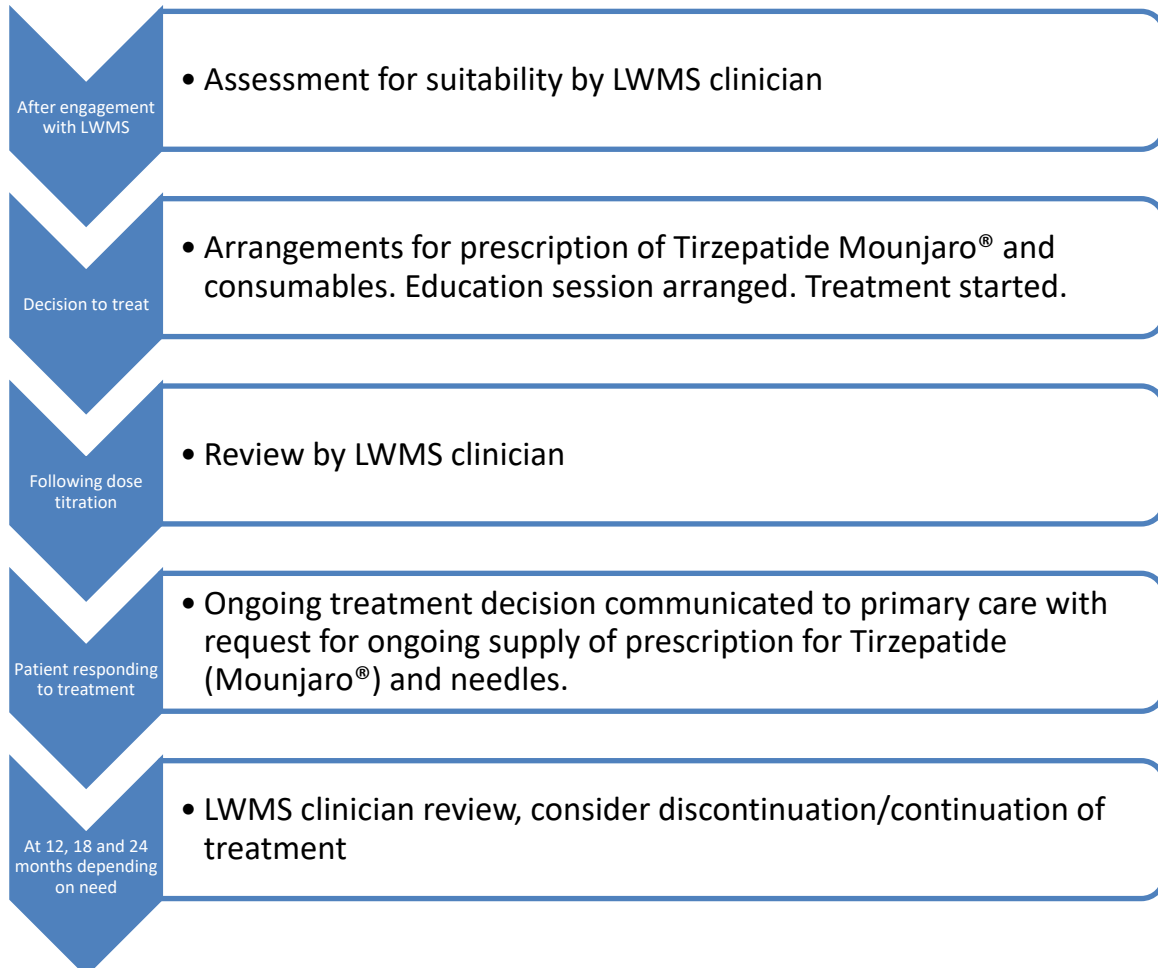 After engagement
with LWMS
• Assessment for suitability by LWMS clinician
Decision to treat
• Arrangements for prescription of Tirzepatide Mounjaro® and
consumables. Education session arranged. Treatment started.
Following dose
titration
• Review by LWMS clinician
Patient responding
to treatment
• Ongoing treatment decision communicated to primary care with
request for ongoing supply of prescription for Tirzepatide
(Mounjaro®) and needles.
At 12, 18 and 24
months depending
on need
• LWMS clinician review, consider discontinuation/continuation of
treatment